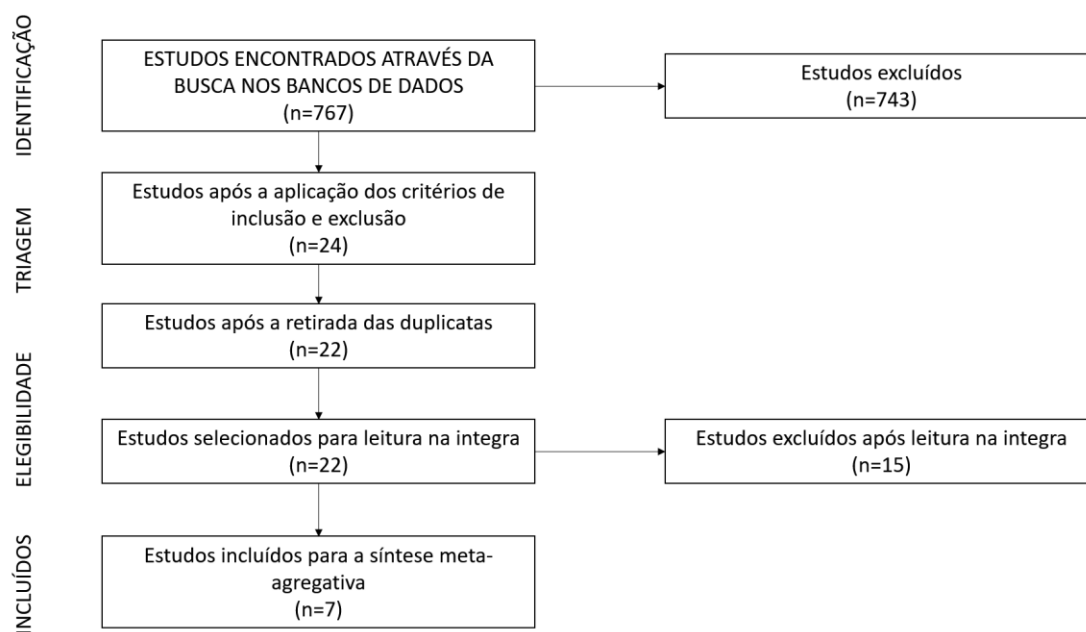 IDENTIFICAÇÃO
ESTUDOS ENCONTRADOS ATRAVÉS DA
BUSCA NOS BANCOS DE DADOS
(n=767)
Estudos excluídos
(n=743)
TRIAGEM
Estudos após a aplicação dos critérios de
inclusão e exclusão
(n=24)
Estudos após a retirada das duplicatas
(n=22)
ELEGIBILIDADE
Estudos selecionados para leitura na integra
(n=22)
Estudos excluídos após leitura na integra
(n=15)
INCLUÍDOS
Estudos incluídos para a síntese meta-
agregativa
(n=7)